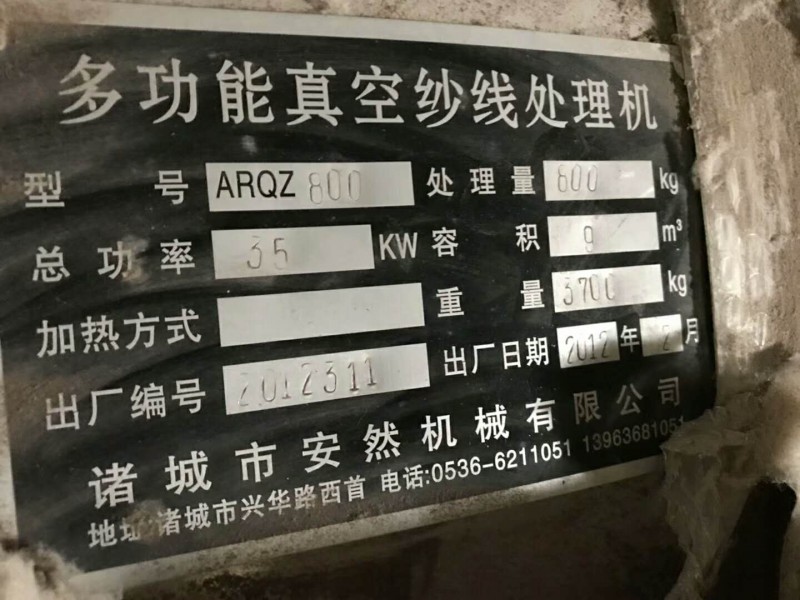 多功能真空纱线处理机
型号 ARQZ 800 处理量 600 kg
总功率 35 KW 容积 9 m³
加热方式 重量 3700 kg
出厂编号 2012311 出厂日期 2012 年 2 月
诸城市安然机械有限公司
地址:诸城市兴华路西首 电话:0536-6211051 13963681051